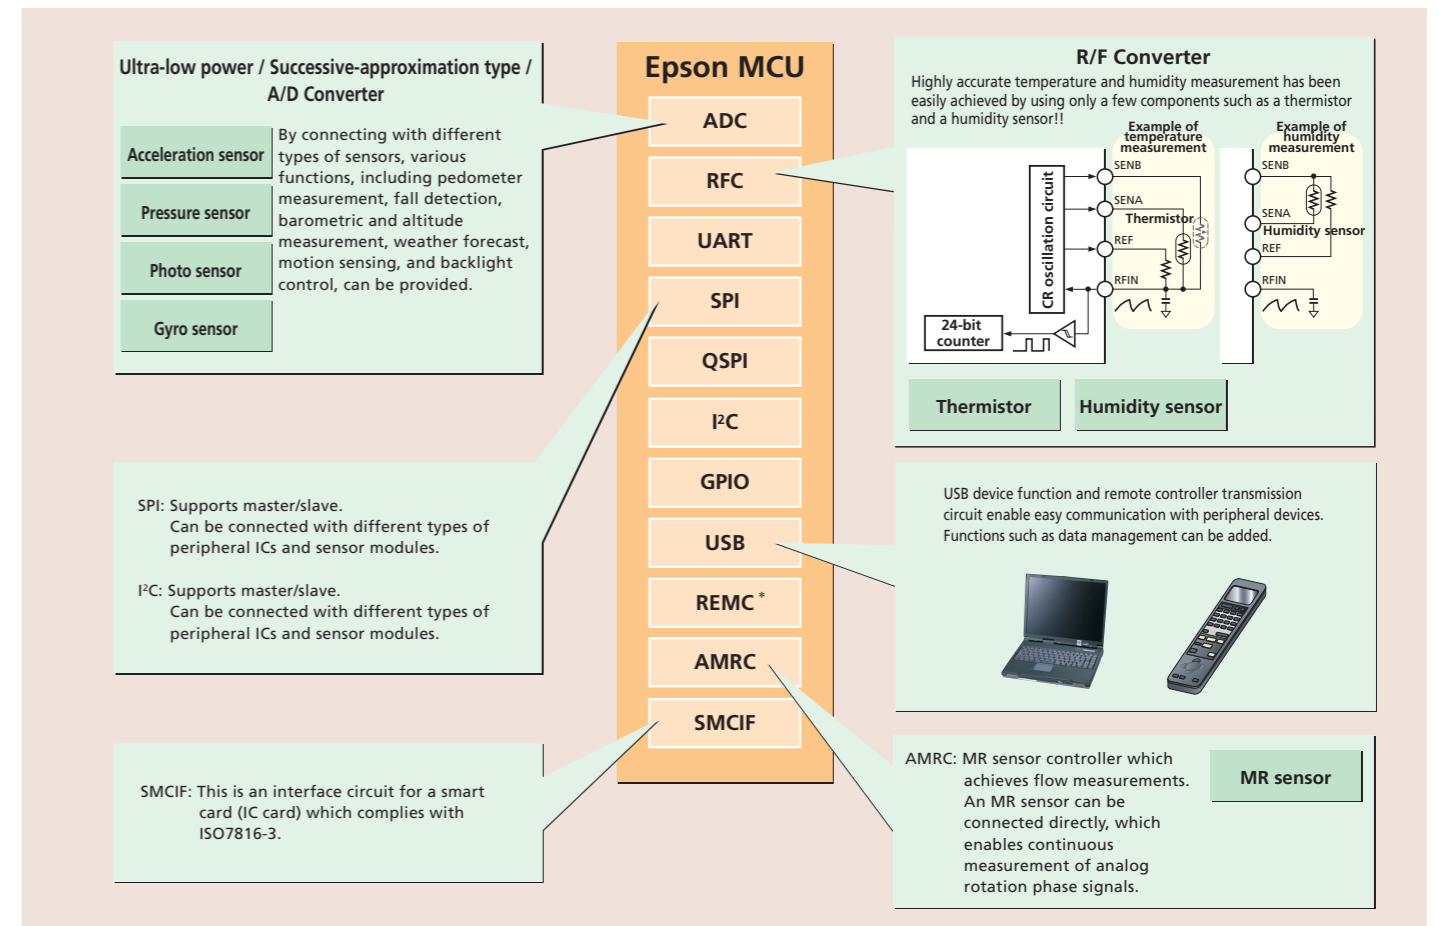 Ultra-low power / Successive-approximation type /
A/D Converter
Acceleration sensor
Pressure sensor
Photo sensor
Gyro sensor
By connecting with different
types of sensors, various
functions, including pedometer
measurement, fall detection,
barometric and altitude
measurement, weather forecast,
motion sensing, and backlight
control, can be provided.
SPI: Supports master/slave.
Can be connected with different types of
peripheral ICs and sensor modules.
I²C: Supports master/slave.
Can be connected with different types of
peripheral ICs and sensor modules.
SMCIF: This is an interface circuit for a smart
card (IC card) which complies with
ISO7816-3.
Epson MCU
ADC
RFC
UART
SPI
QSPI
I²C
GPIO
USB
REMC*
AMRC
SMCIF
R/F Converter
Highly accurate temperature and humidity measurement has been
easily achieved by using only a few components such as a thermistor
and a humidity sensor!!
Example of
temperature
measurement
CR oscillation circuit
SENB
SENA
Thermistor
REF
RFIN
24-bit
counter
Example of
humidity
measurement
SENB
SENA
Humidity sensor
REF
RFIN
Thermistor
Humidity sensor
USB device function and remote controller transmission
circuit enable easy communication with peripheral devices.
Functions such as data management can be added.
AMRC: MR sensor controller which
achieves flow measurements.
An MR sensor can be
connected directly, which
enables continuous
measurement of analog
rotation phase signals.
MR sensor